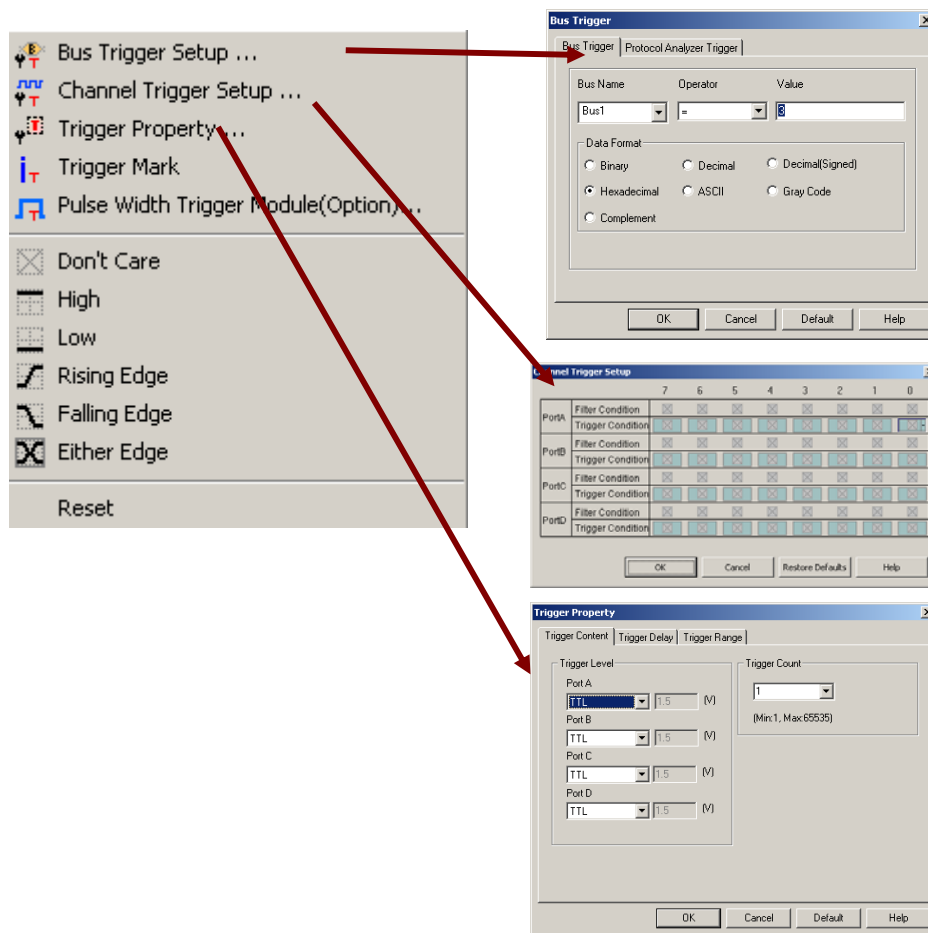 Bus Trigger Setup ...
Channel Trigger Setup ...
Trigger Property ...
Trigger Mark
Pulse Width Trigger Module(Option)...
Don't Care
High
Low
Rising Edge
Falling Edge
Either Edge
Reset
Bus Trigger
Bus Trigger Protocol Analyzer Trigger
Bus Name Operator Value
Bus1 = 3
Data Format
Binary Decimal Decimal(Signed)
Hexadecimal ASCII Gray Code
Complement
OK Cancel Default Help
Channel Trigger Setup
7 6 5 4 3 2 1 0
PortA Filter Condition
Trigger Condition
PortB Filter Condition
Trigger Condition
PortC Filter Condition
Trigger Condition
PortD Filter Condition
Trigger Condition
OK Cancel Restore Defaults Help
Trigger Property
Trigger Content Trigger Delay Trigger Range
Trigger Level Trigger Count
Port A
TTL 1.5 (V) 1
Port B (Min:1, Max:65535)
TTL 1.5 (V)
Port C
TTL 1.5 (V)
Port D
TTL 1.5 (V)
OK Cancel Default Help